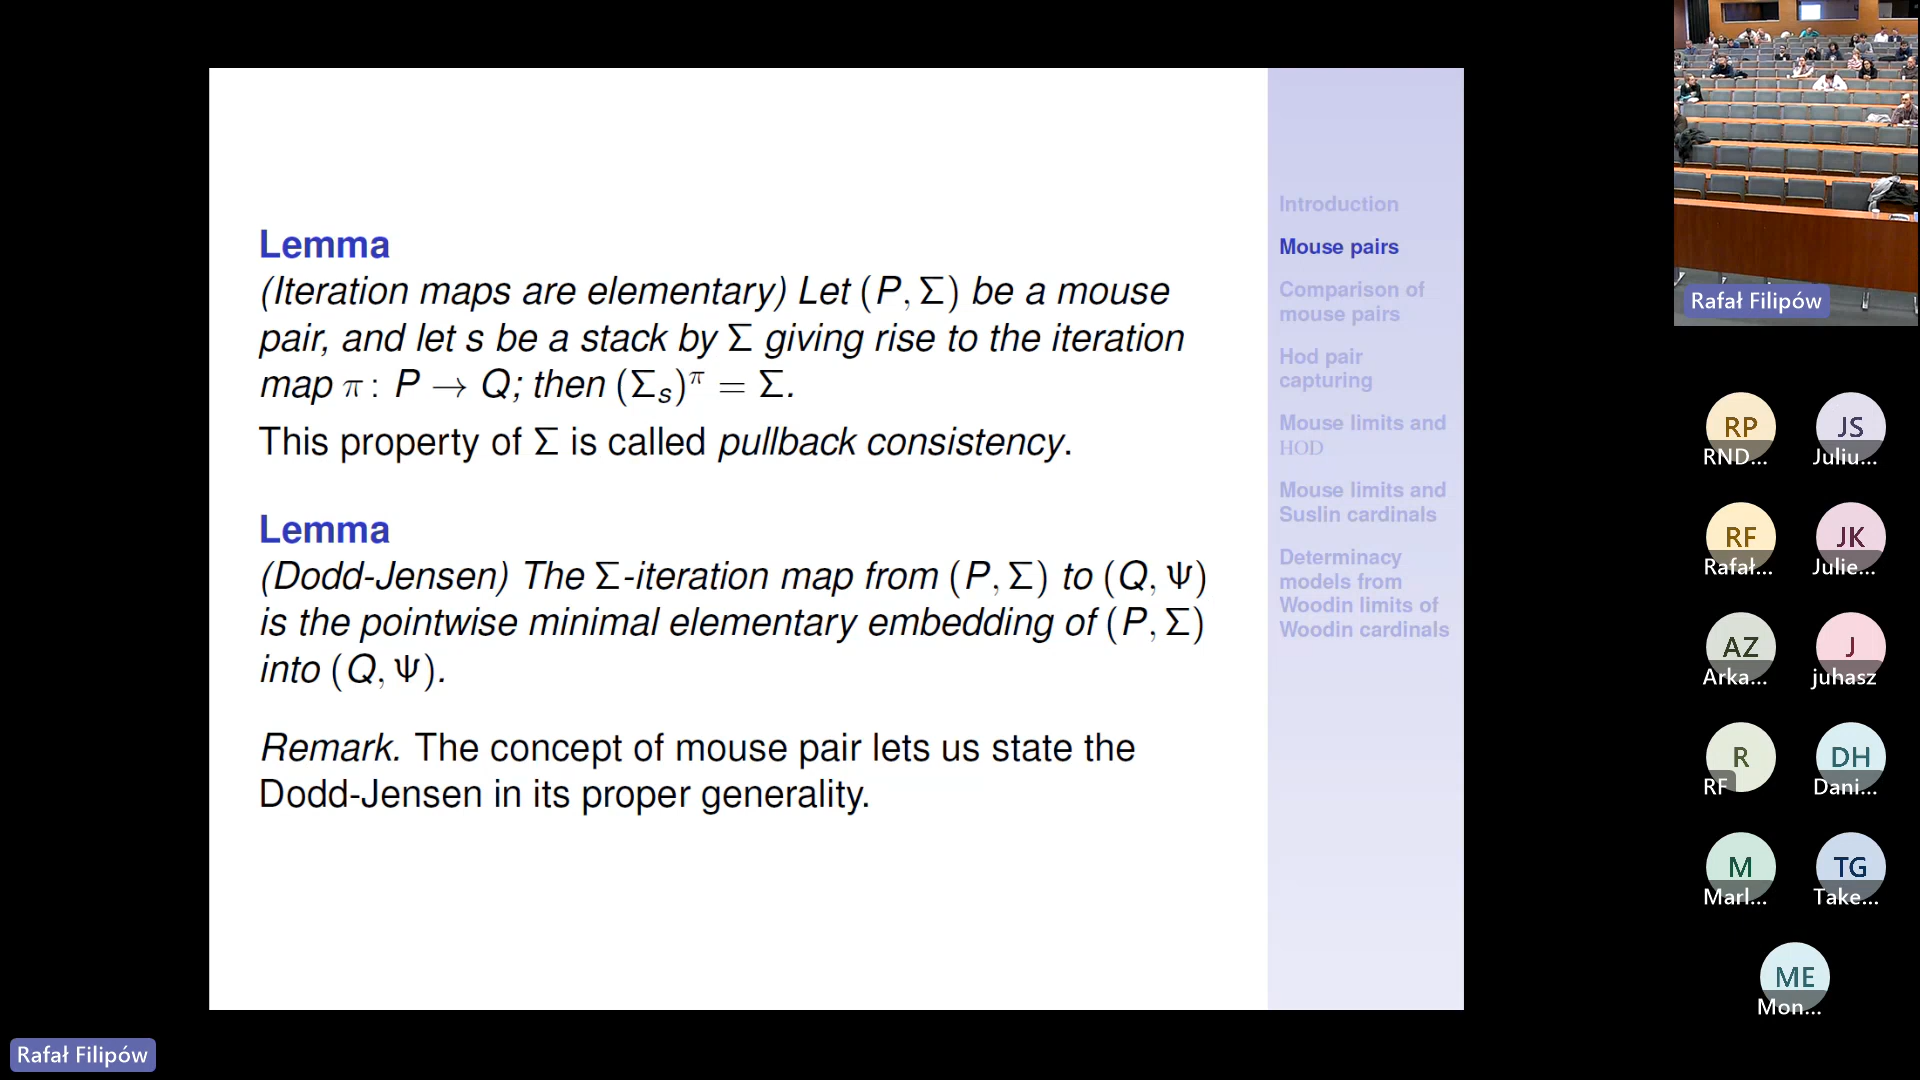 Lemma
(Iteration maps are elementary) Let (P, Σ) be a mouse
pair, and let s be a stack by Σ giving rise to the iteration
map π : P → Q; then (Σₛ)^π = Σ.
This property of Σ is called pullback consistency.
Lemma
(Dodd-Jensen) The Σ-iteration map from (P, Σ) to (Q, Ψ)
is the pointwise minimal elementary embedding of (P, Σ)
into (Q, Ψ).
Remark. The concept of mouse pair lets us state the
Dodd-Jensen in its proper generality.
Introduction
Mouse pairs
Comparison of
mouse pairs
Hod pair
capturing
Mouse limits and
HOD
Mouse limits and
Suslin cardinals
Determinacy
models from
Woodin limits of
Woodin cardinals
Rafał Filipów
RP
RND...
JS
Juliu...
RF
Rafał...
JK
Julie...
AZ
Arka...
J
juhasz
R
RF
DH
Dani...
M
Marl...
TG
Take...
ME
Mon...
Rafał Filipów